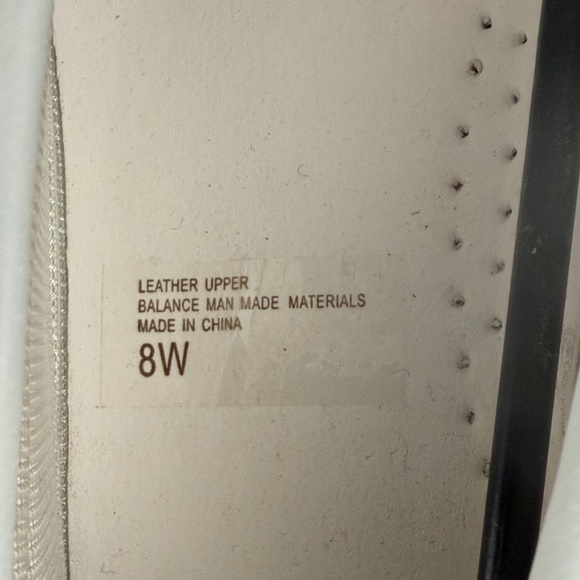 LEATHER UPPER
BALANCE MAN MADE MATERIALS
MADE IN CHINA
8W